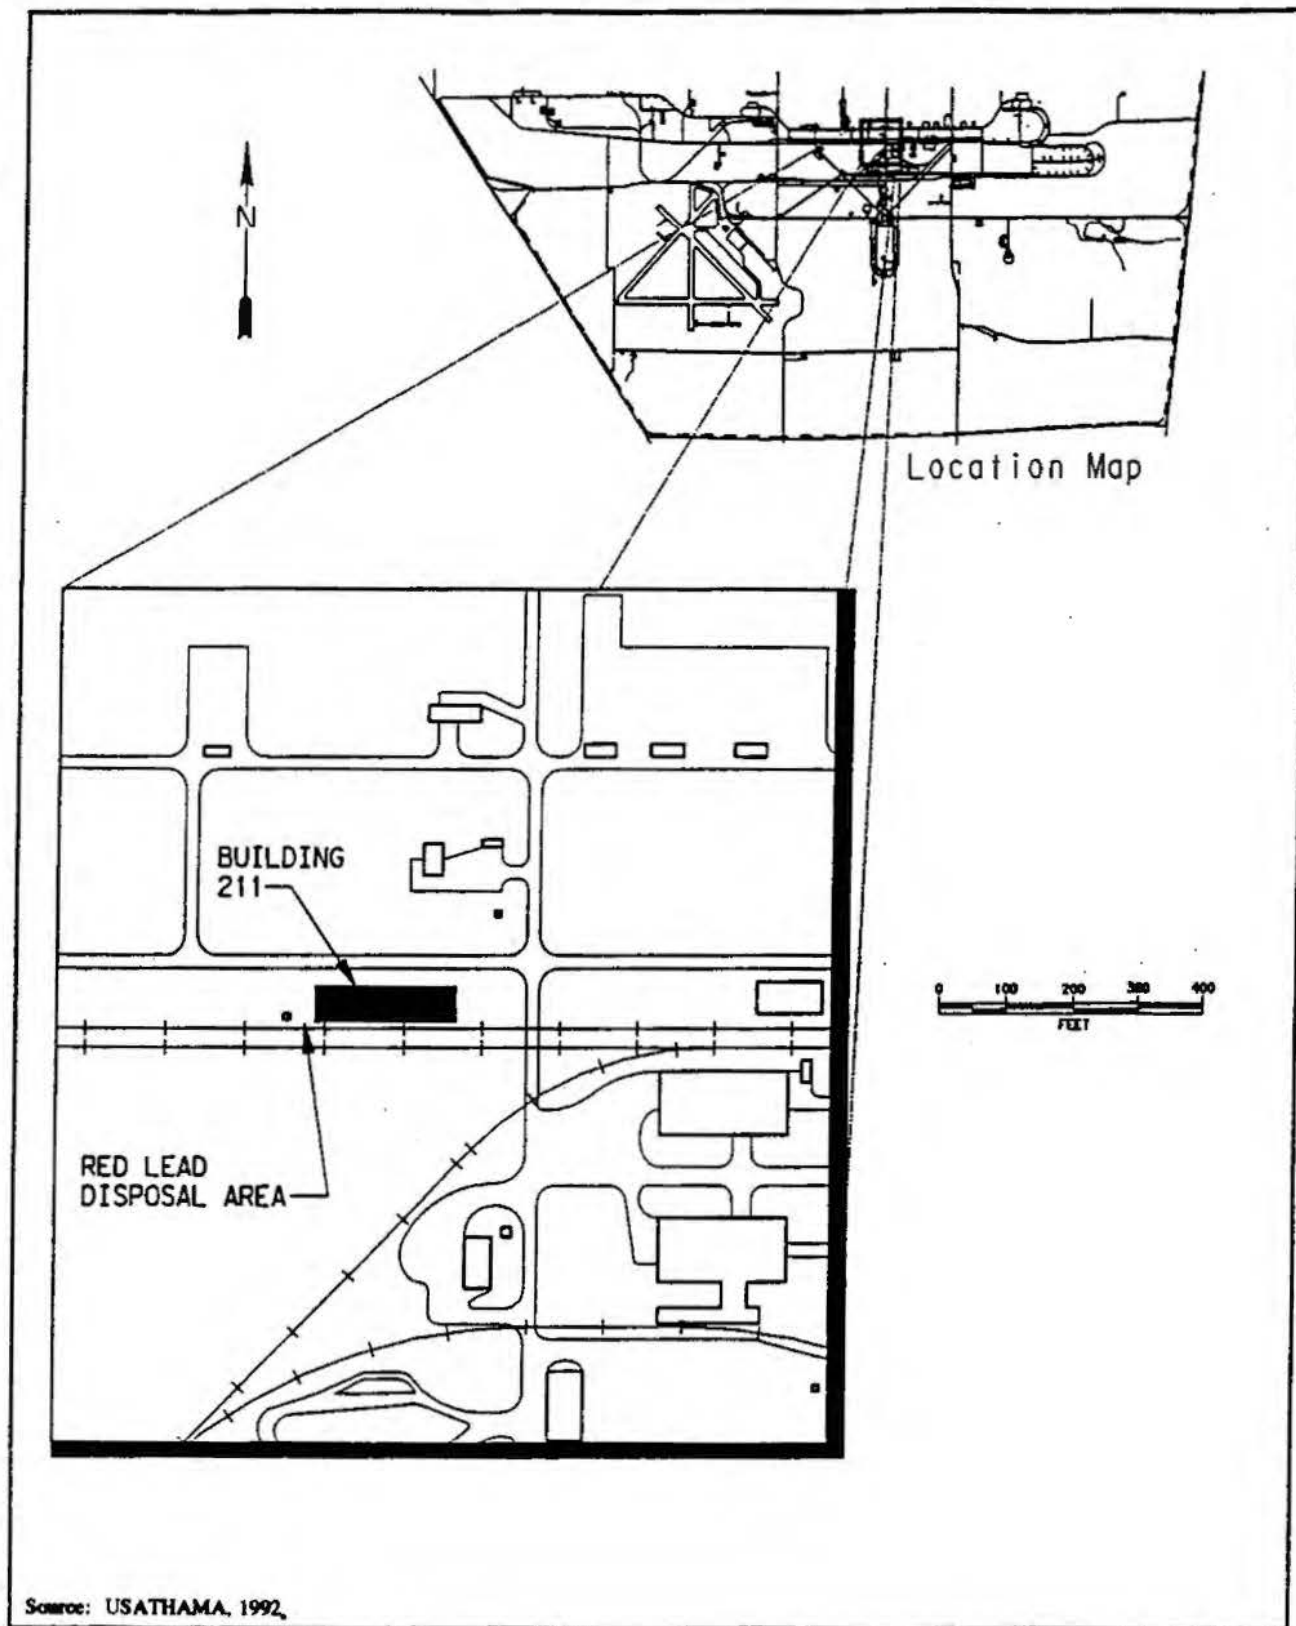 N
Location Map
BUILDING
211
0 100 200 300 400
FEET
RED LEAD
DISPOSAL AREA
Source: USATHAMA, 1992.